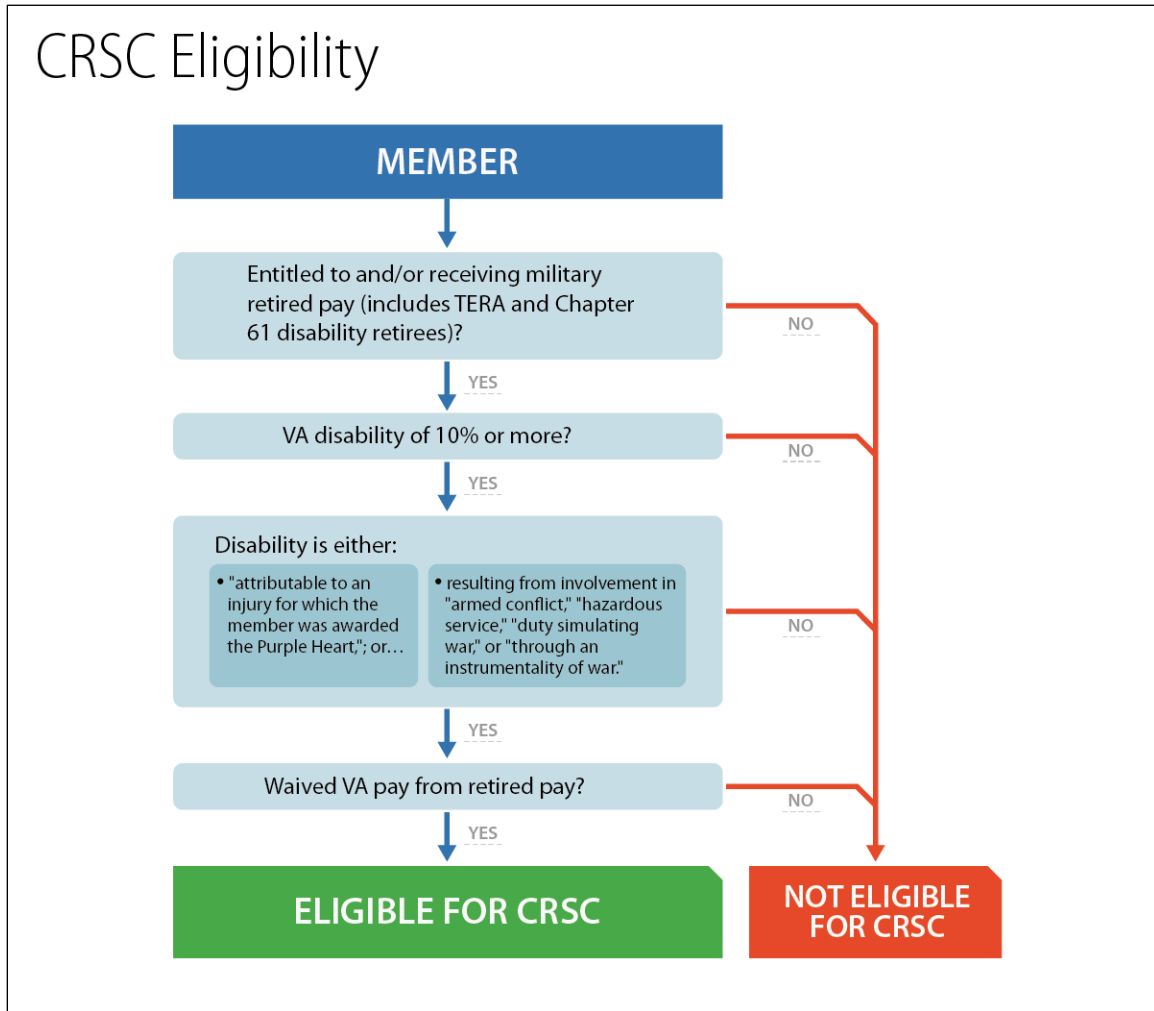 CRSC Eligibility
MEMBER
Entitled to and/or receiving military
retired pay (includes TERA and Chapter
61 disability retirees)?
NO
YES
VA disability of 10% or more?
NO
YES
Disability is either:
• "attributable to an
injury for which the
member was awarded
the Purple Heart,"; or…
• resulting from involvement in
"armed conflict," "hazardous
service," "duty simulating
war," or "through an
instrumentality of war."
NO
YES
Waived VA pay from retired pay?
NO
YES
ELIGIBLE FOR CRSC
NOT ELIGIBLE
FOR CRSC